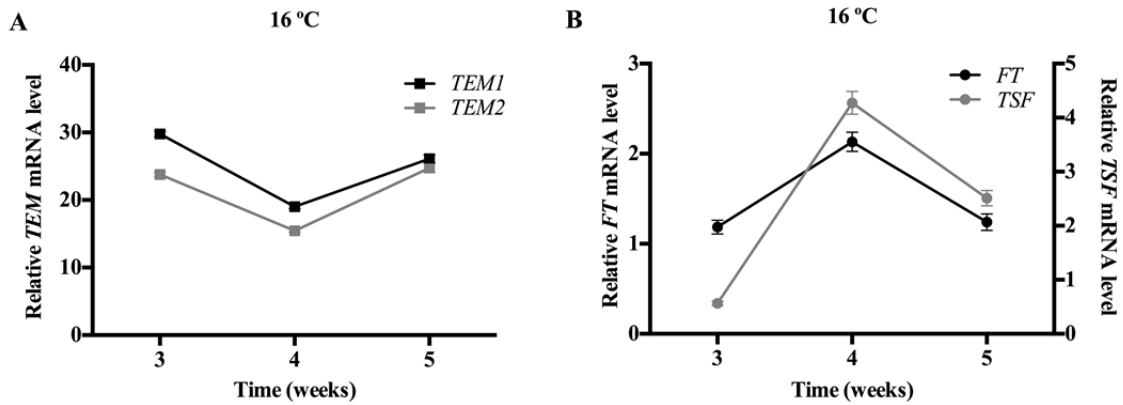 A
16 ºC
Relative TEM mRNA level
40
30
20
10
0
TEM1
TEM2
3
4
5
Time (weeks)
B
16 ºC
Relative FT mRNA level
3
2
1
0
FT
TSF
5
4
3
2
1
0
Relative TSF mRNA level
3
4
5
Time (weeks)